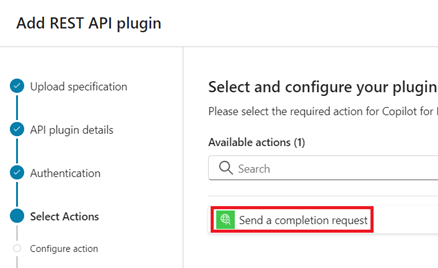 Add REST API plugin
Upload specification
API plugin details
Authentication
Select Actions
Configure action
Select and configure your plugin
Please select the required action for Copilot for
Available actions (1)
Search
Send a completion request